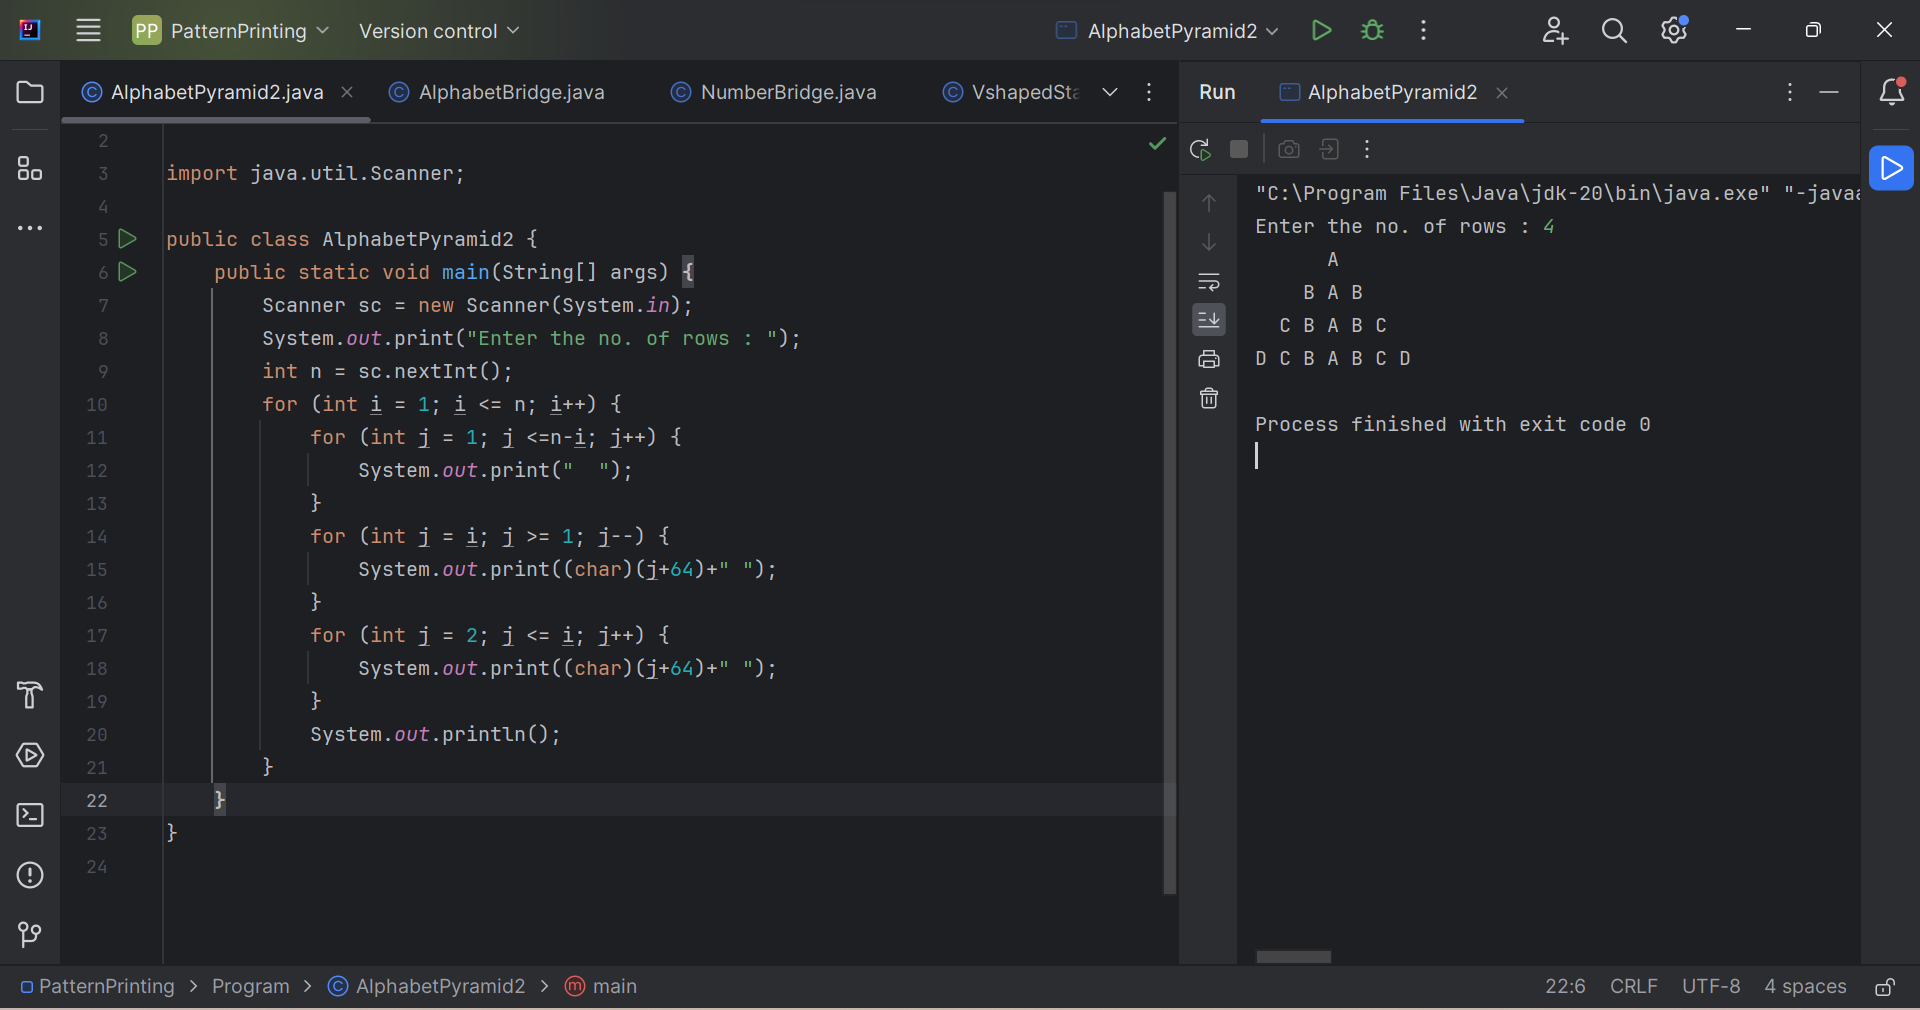 PP PatternPrinting Version control AlphabetPyramid2
AlphabetPyramid2.java AlphabetBridge.java NumberBridge.java VshapedSta
2
3 import java.util.Scanner;
4
5 public class AlphabetPyramid2 {
6     public static void main(String[] args) {
7         Scanner sc = new Scanner(System.in);
8         System.out.print("Enter the no. of rows : ");
9         int n = sc.nextInt();
10         for (int i = 1; i <= n; i++) {
11             for (int j = 1; j <=n-i; j++) {
12                 System.out.print("  ");
13             }
14             for (int j = i; j >= 1; j--) {
15                 System.out.print((char)(j+64)+" ");
16             }
17             for (int j = 2; j <= i; j++) {
18                 System.out.print((char)(j+64)+" ");
19             }
20             System.out.println();
21         }
22     }
23 }
24
Run AlphabetPyramid2
"C:\Program Files\Java\jdk-20\bin\java.exe" "-javaa
Enter the no. of rows : 4
      A
    B A B
  C B A B C
D C B A B C D
Process finished with exit code 0
PatternPrinting > Program > AlphabetPyramid2 > main
22:6 CRLF UTF-8 4 spaces